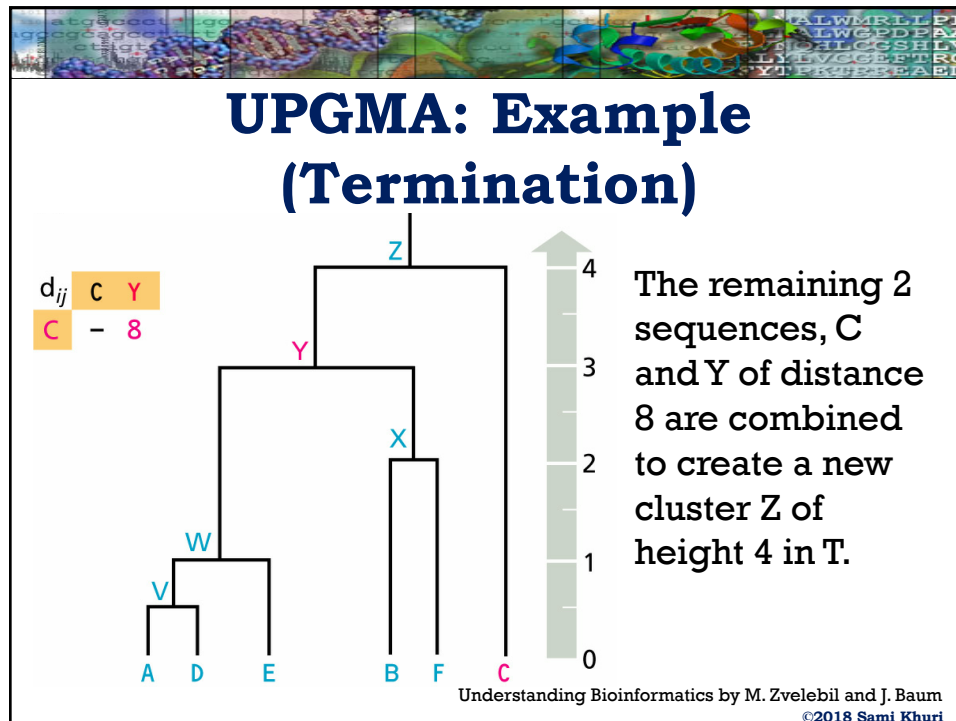 UPGMA: Example
(Termination)
d_ij C Y
C – 8
Z
Y
X
W
V
A D E B F C
4
3
2
1
0
The remaining 2
sequences, C
and Y of distance
8 are combined
to create a new
cluster Z of
height 4 in T.
Understanding Bioinformatics by M. Zvelebil and J. Baum
©2018 Sami Khuri